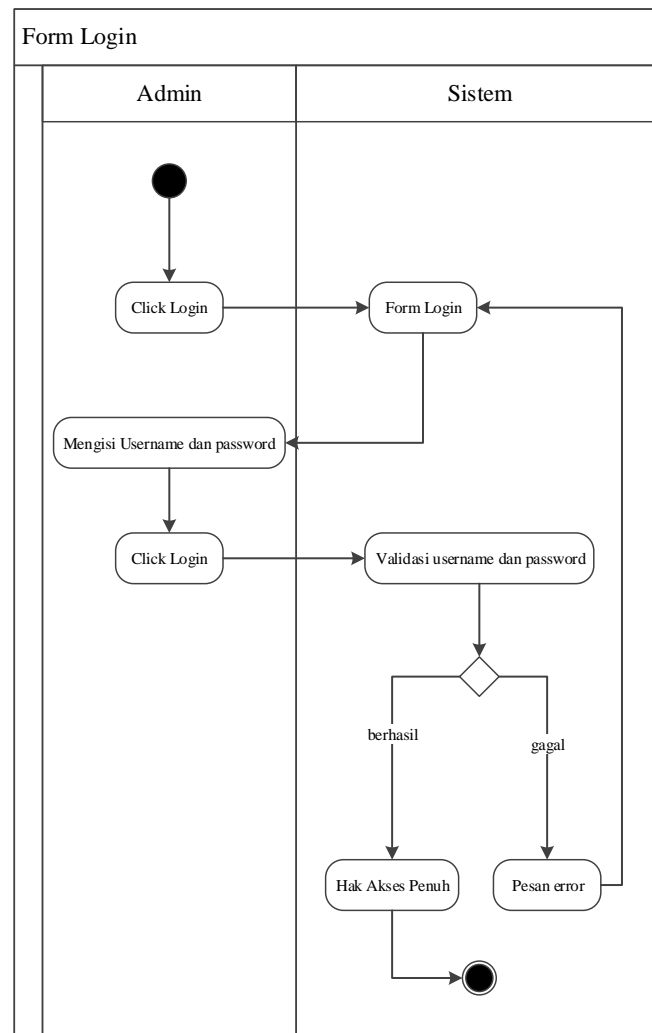 Form Login
Admin
Sistem
Click Login
Form Login
Mengisi Username dan password
Click Login
Validasi username dan password
berhasil
gagal
Hak Akses Penuh
Pesan error